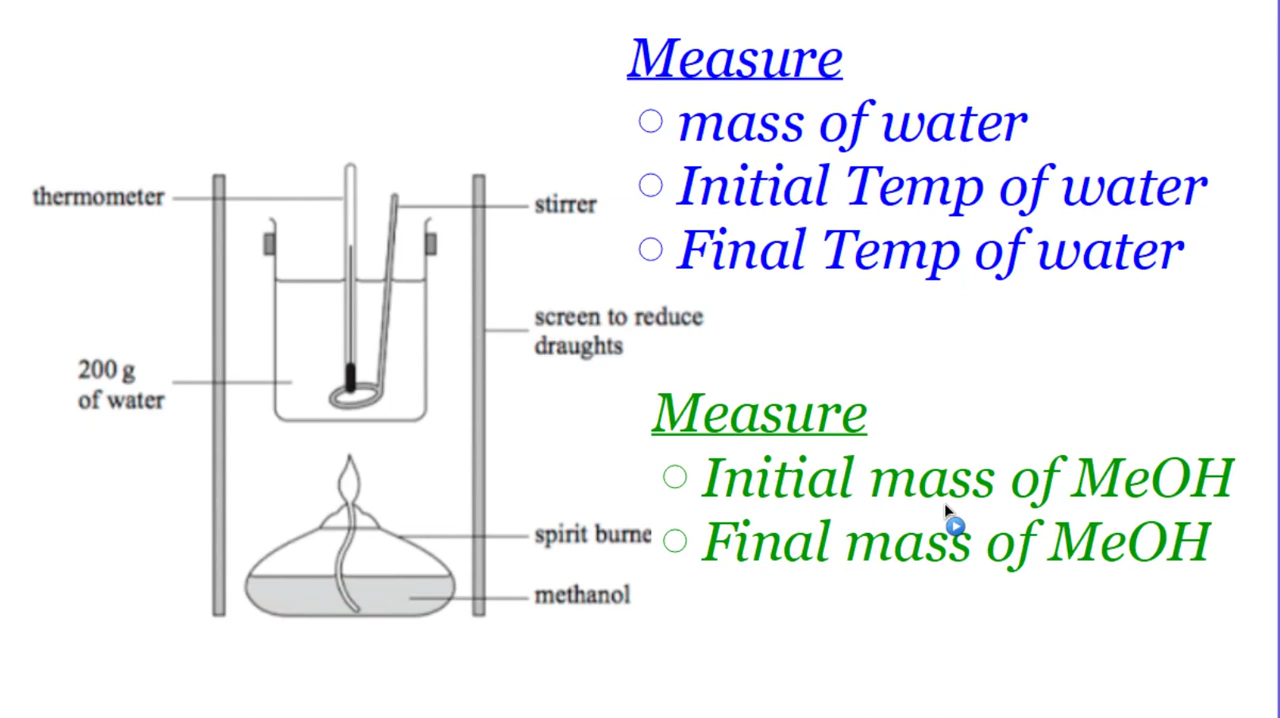 thermometer
stirrer
screen to reduce
draughts
200 g
of water
spirit burne
methanol
Measure
mass of water
Initial Temp of water
Final Temp of water
Measure
Initial mass of MeOH
Final mass of MeOH